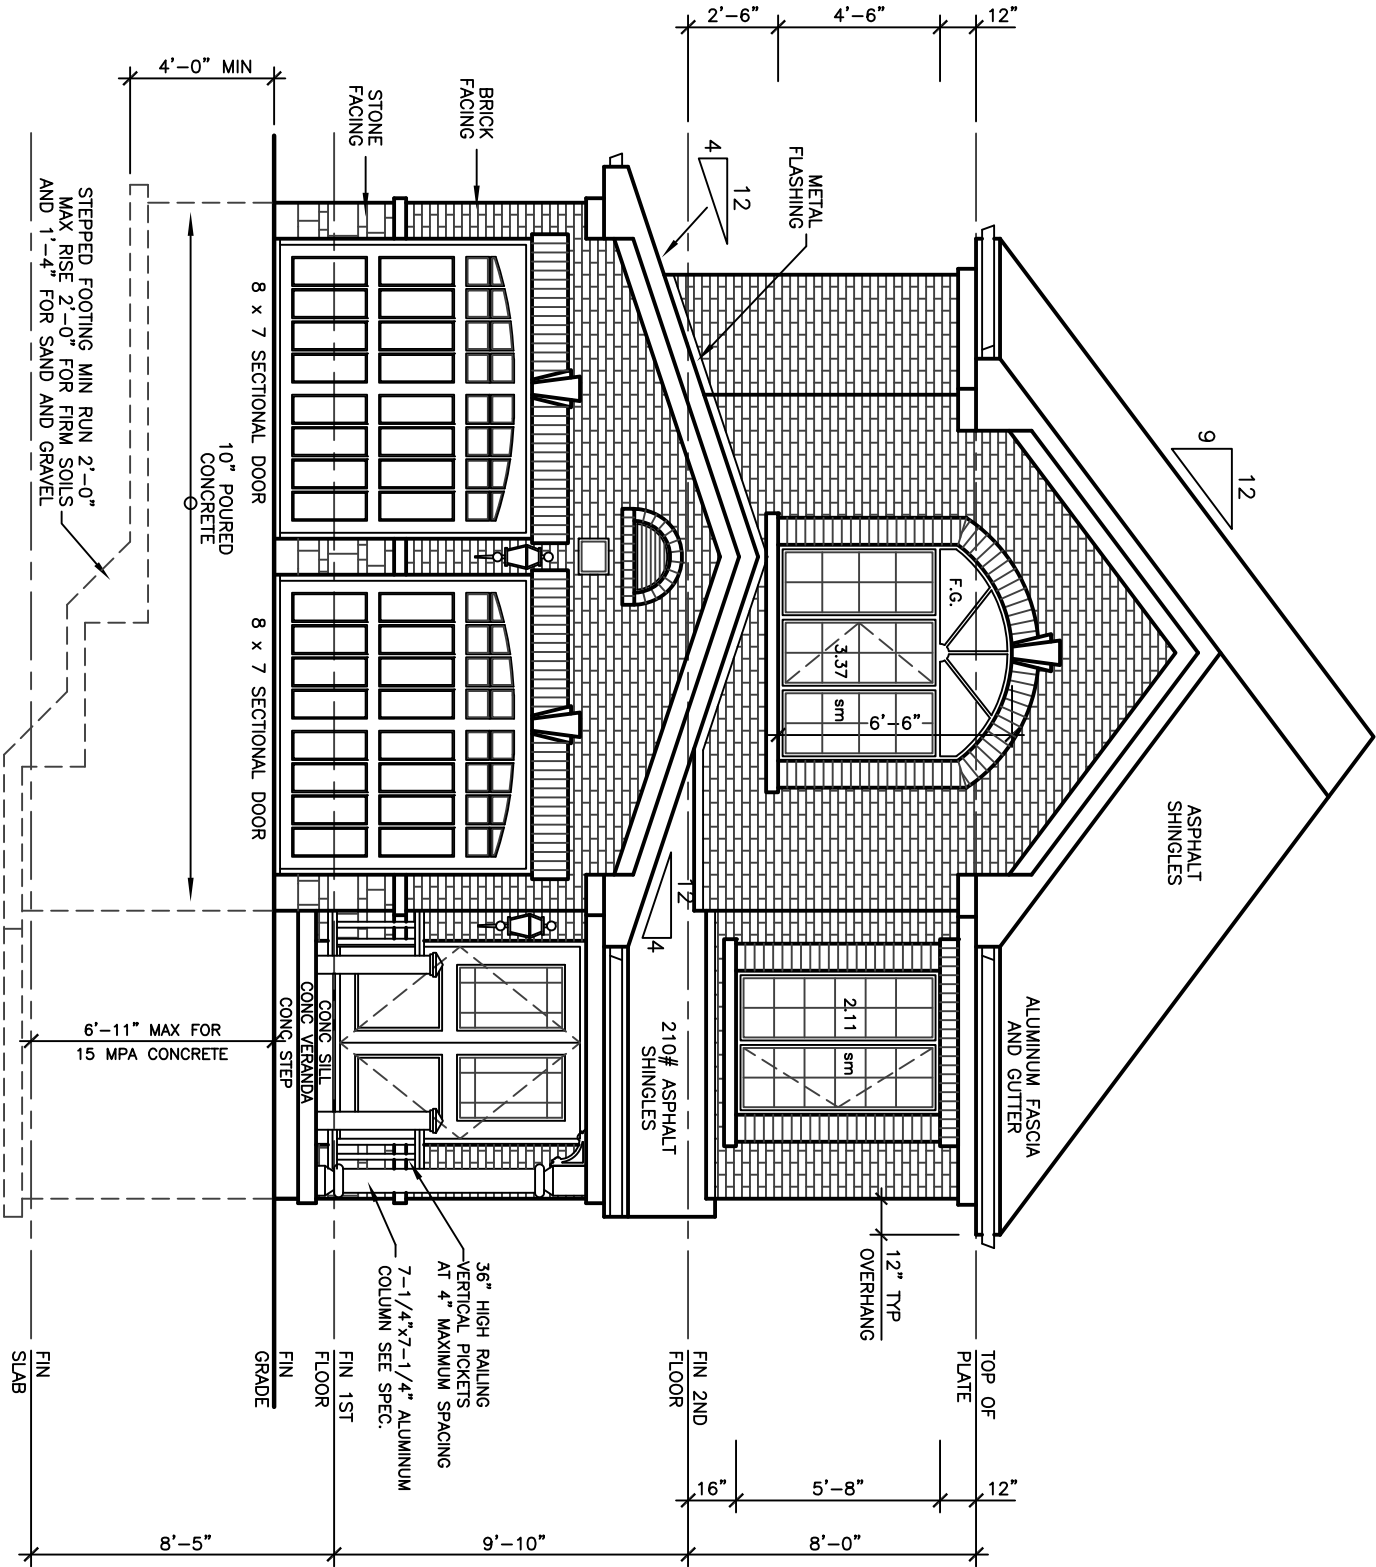 2'-6"
4'-6"
12"
4'-0" MIN
BRICK
FACING
STONE
FACING
METAL
FLASHING
4
12
9
12
ASPHALT
SHINGLES
ALUMINUM FASCIA
AND GUTTER
F.G.
3.37
sm
6'-6"
2.11
sm
12
4
210# ASPHALT
SHINGLES
12" TYP
OVERHANG
8 x 7 SECTIONAL DOOR
8 x 7 SECTIONAL DOOR
10" POURED
CONCRETE
STEPPED FOOTING MIN RUN 2'-0"
MAX RISE 2'-0" FOR FIRM SOILS
AND 1'-4" FOR SAND AND GRAVEL
CONC SILL
CONC VERANDA
CONC STEP
6'-11" MAX FOR
15 MPA CONCRETE
36" HIGH RAILING
VERTICAL PICKETS
AT 4" MAXIMUM SPACING
7-1/4"x7-1/4" ALUMINUM
COLUMN SEE SPEC.
TOP OF
PLATE
FIN 2ND
FLOOR
FIN 1ST
FLOOR
FIN
GRADE
FIN
SLAB
12"
5'-8"
16"
8'-0"
9'-10"
8'-5"